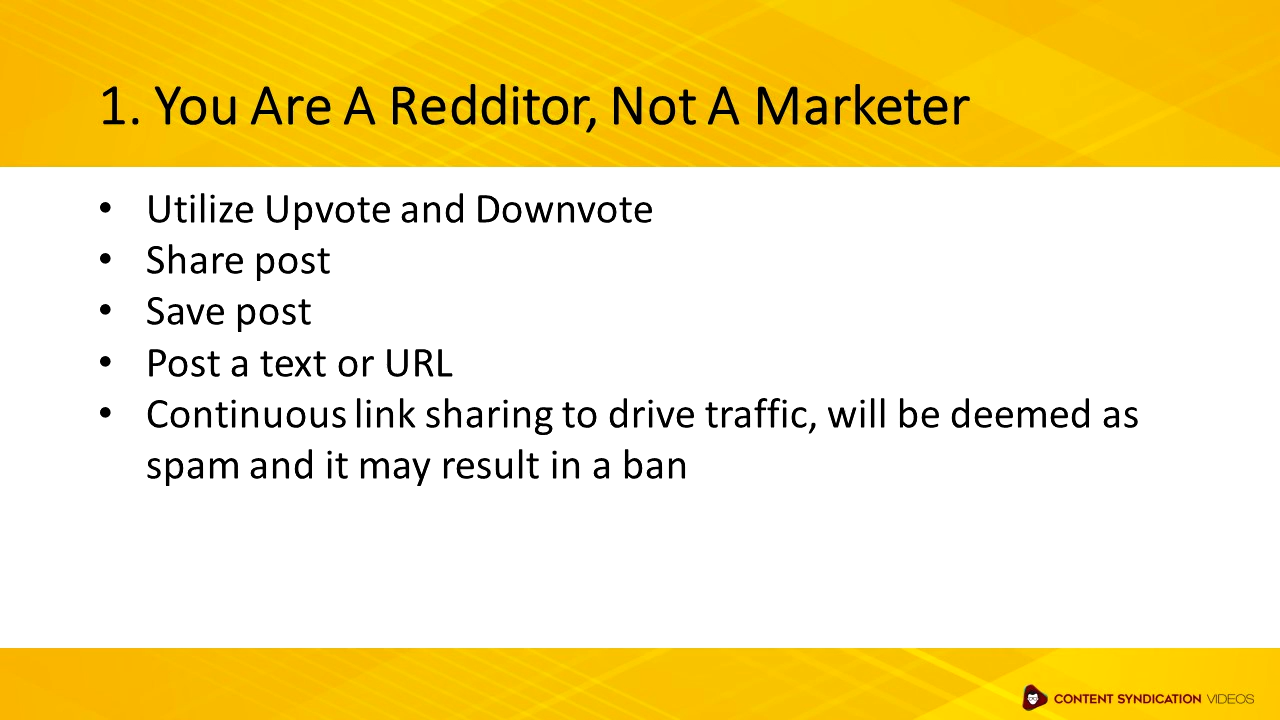 1. You Are A Redditor, Not A Marketer
• Utilize Upvote and Downvote
• Share post
• Save post
• Post a text or URL
• Continuous link sharing to drive traffic, will be deemed as
spam and it may result in a ban
CONTENT SYNDICATION VIDEOS